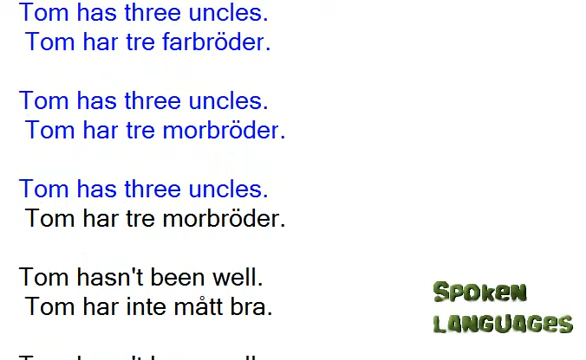 Tom has three uncles.
Tom har tre farbröder.
Tom has three uncles.
Tom har tre morbröder.
Tom has three uncles.
Tom har tre morbröder.
Tom hasn't been well.
Tom har inte mått bra.
Spoken
Languages